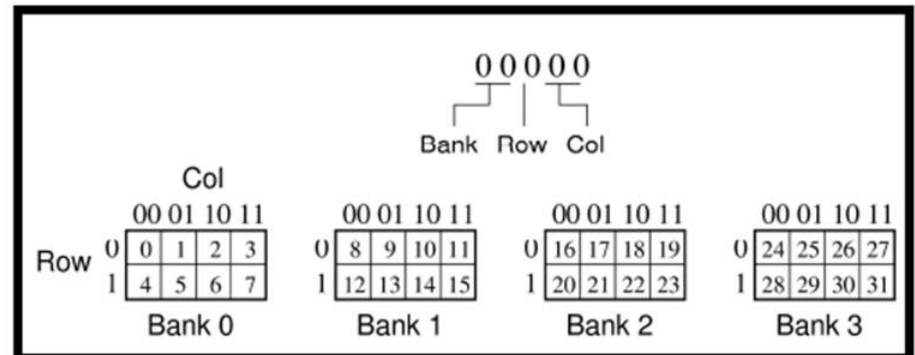 00000
Bank Row Col
Col
00 01 10 11 00 01 10 11 00 01 10 11 00 01 10 11
Row 0 0 1 2 3 0 8 9 10 11 0 16 17 18 19 0 24 25 26 27
1 4 5 6 7 1 12 13 14 15 1 20 21 22 23 1 28 29 30 31
Bank 0 Bank 1 Bank 2 Bank 3